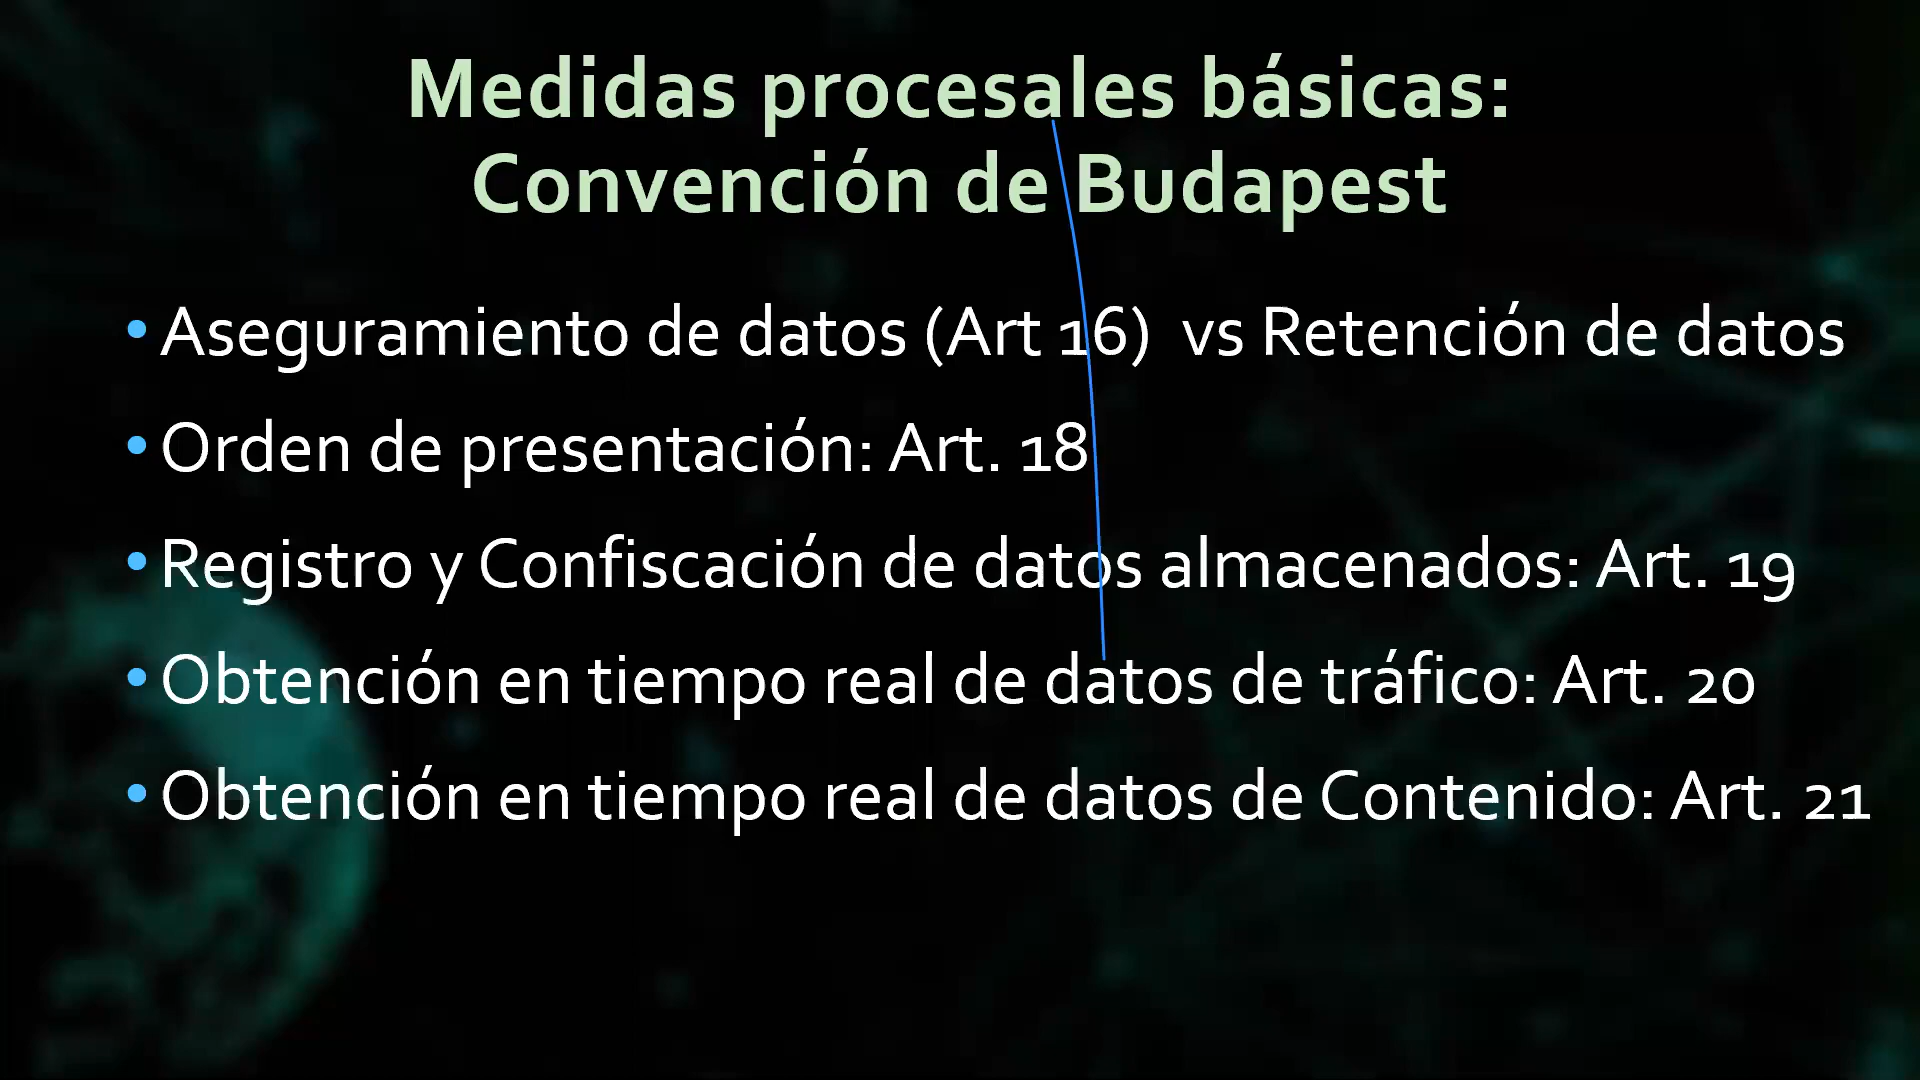 Medidas procesales básicas:
Convención de Budapest
• Aseguramiento de datos (Art 16)  vs Retención de datos
• Orden de presentación: Art. 18
• Registro y Confiscación de datos almacenados: Art. 19
• Obtención en tiempo real de datos de tráfico: Art. 20
• Obtención en tiempo real de datos de Contenido: Art. 21